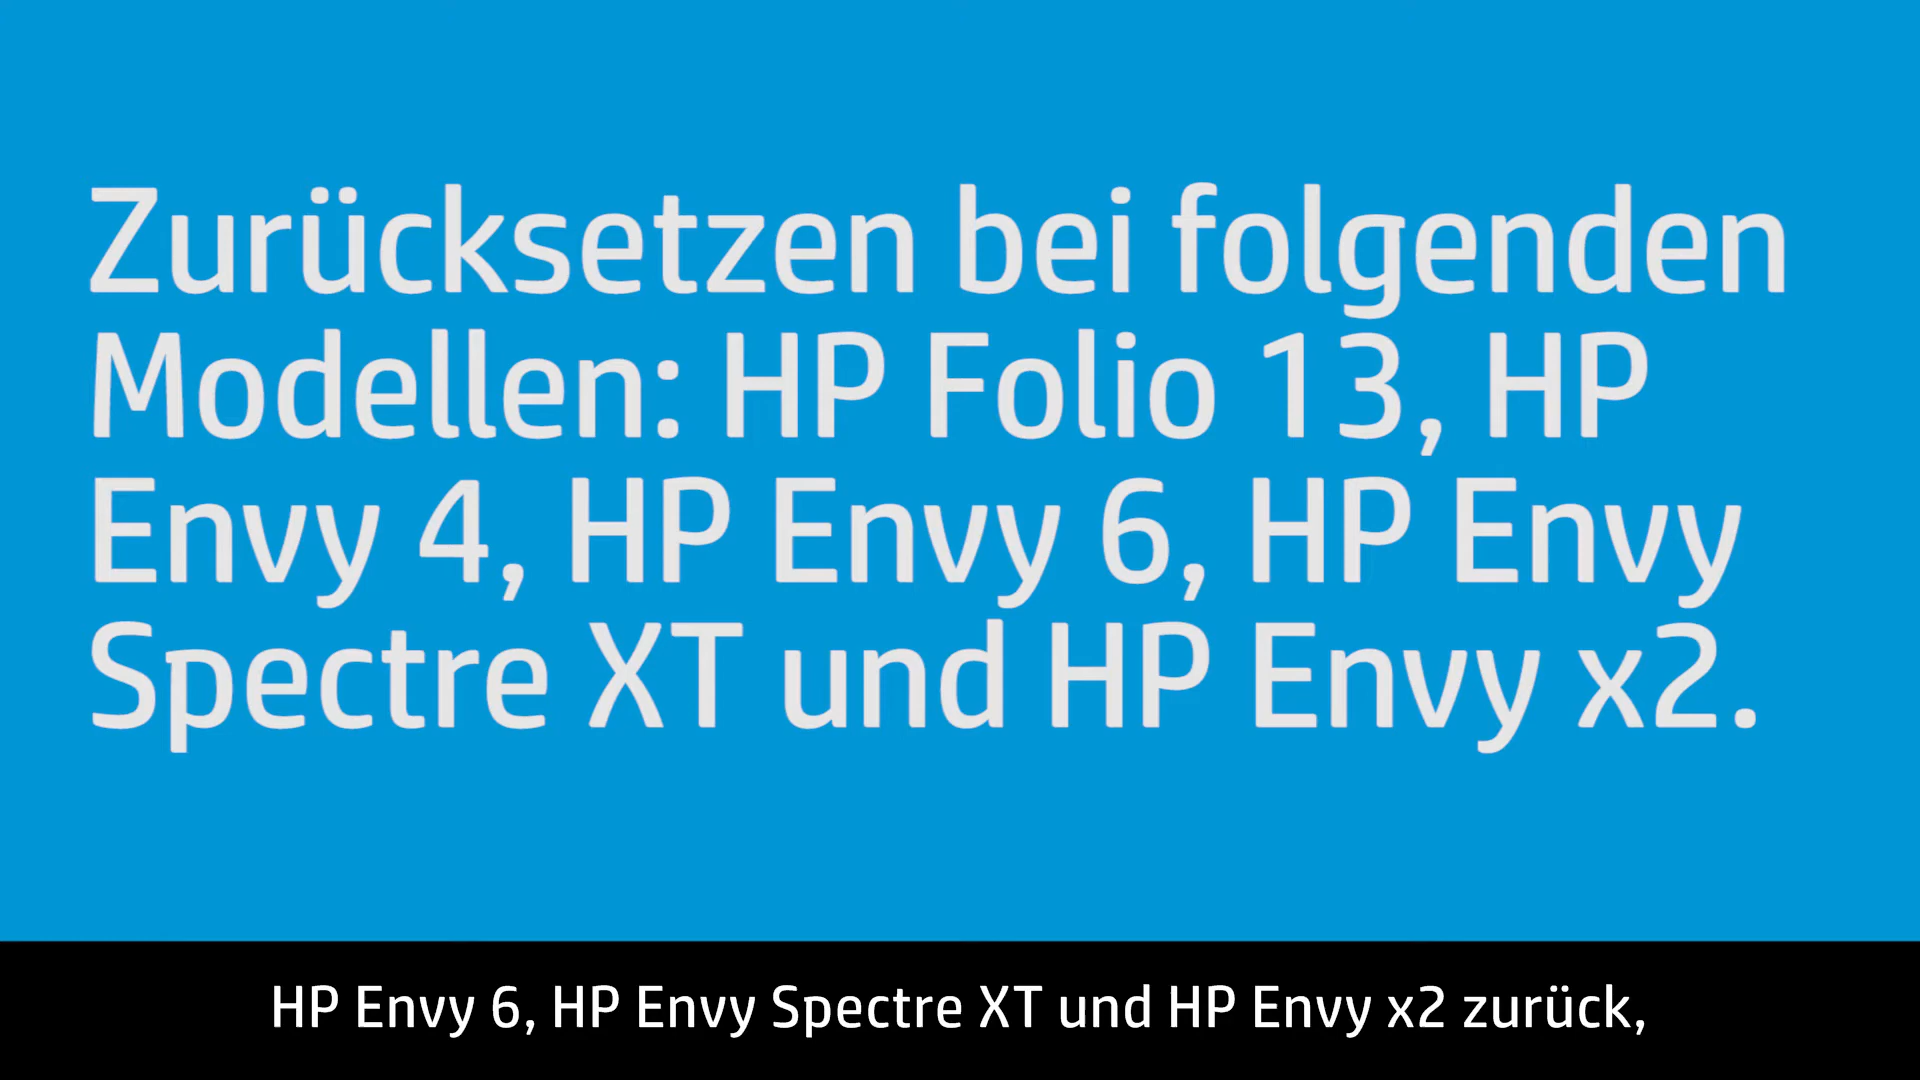 Zurücksetzen bei folgenden
Modellen: HP Folio 13, HP
Envy 4, HP Envy 6, HP Envy
Spectre XT und HP Envy x2.
HP Envy 6, HP Envy Spectre XT und HP Envy x2 zurück,